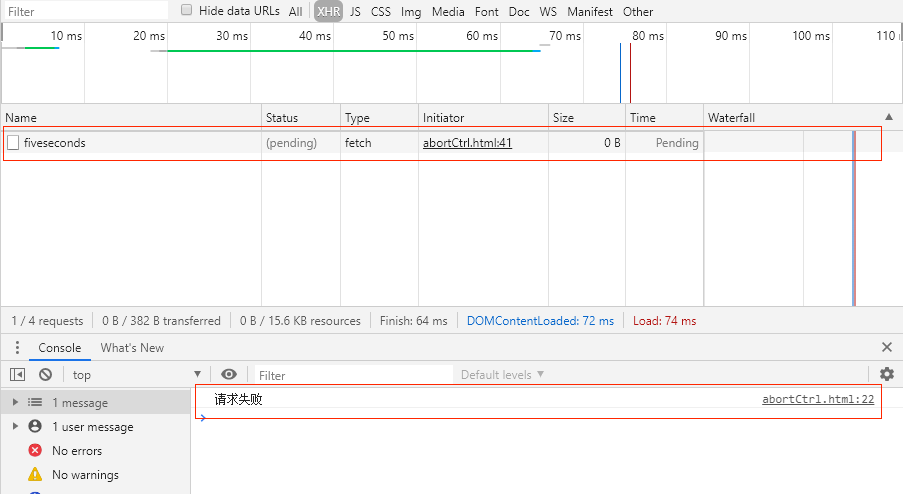 Filter Hide data URLs All XHR JS CSS Img Media Font Doc WS Manifest Other
10 ms 20 ms 30 ms 40 ms 50 ms 60 ms 70 ms 80 ms 90 ms 100 ms 110
Name Status Type Initiator Size Time Waterfall
fiveseconds (pending) fetch abortCtrl.html:41 0 B Pending
1 / 4 requests 0 B / 382 B transferred 0 B / 15.6 KB resources Finish: 64 ms DOMContentLoaded: 72 ms Load: 74 ms
Console What's New
top Filter Default levels
1 message 请求失败 abortCtrl.html:22
1 user message
No errors
No warnings